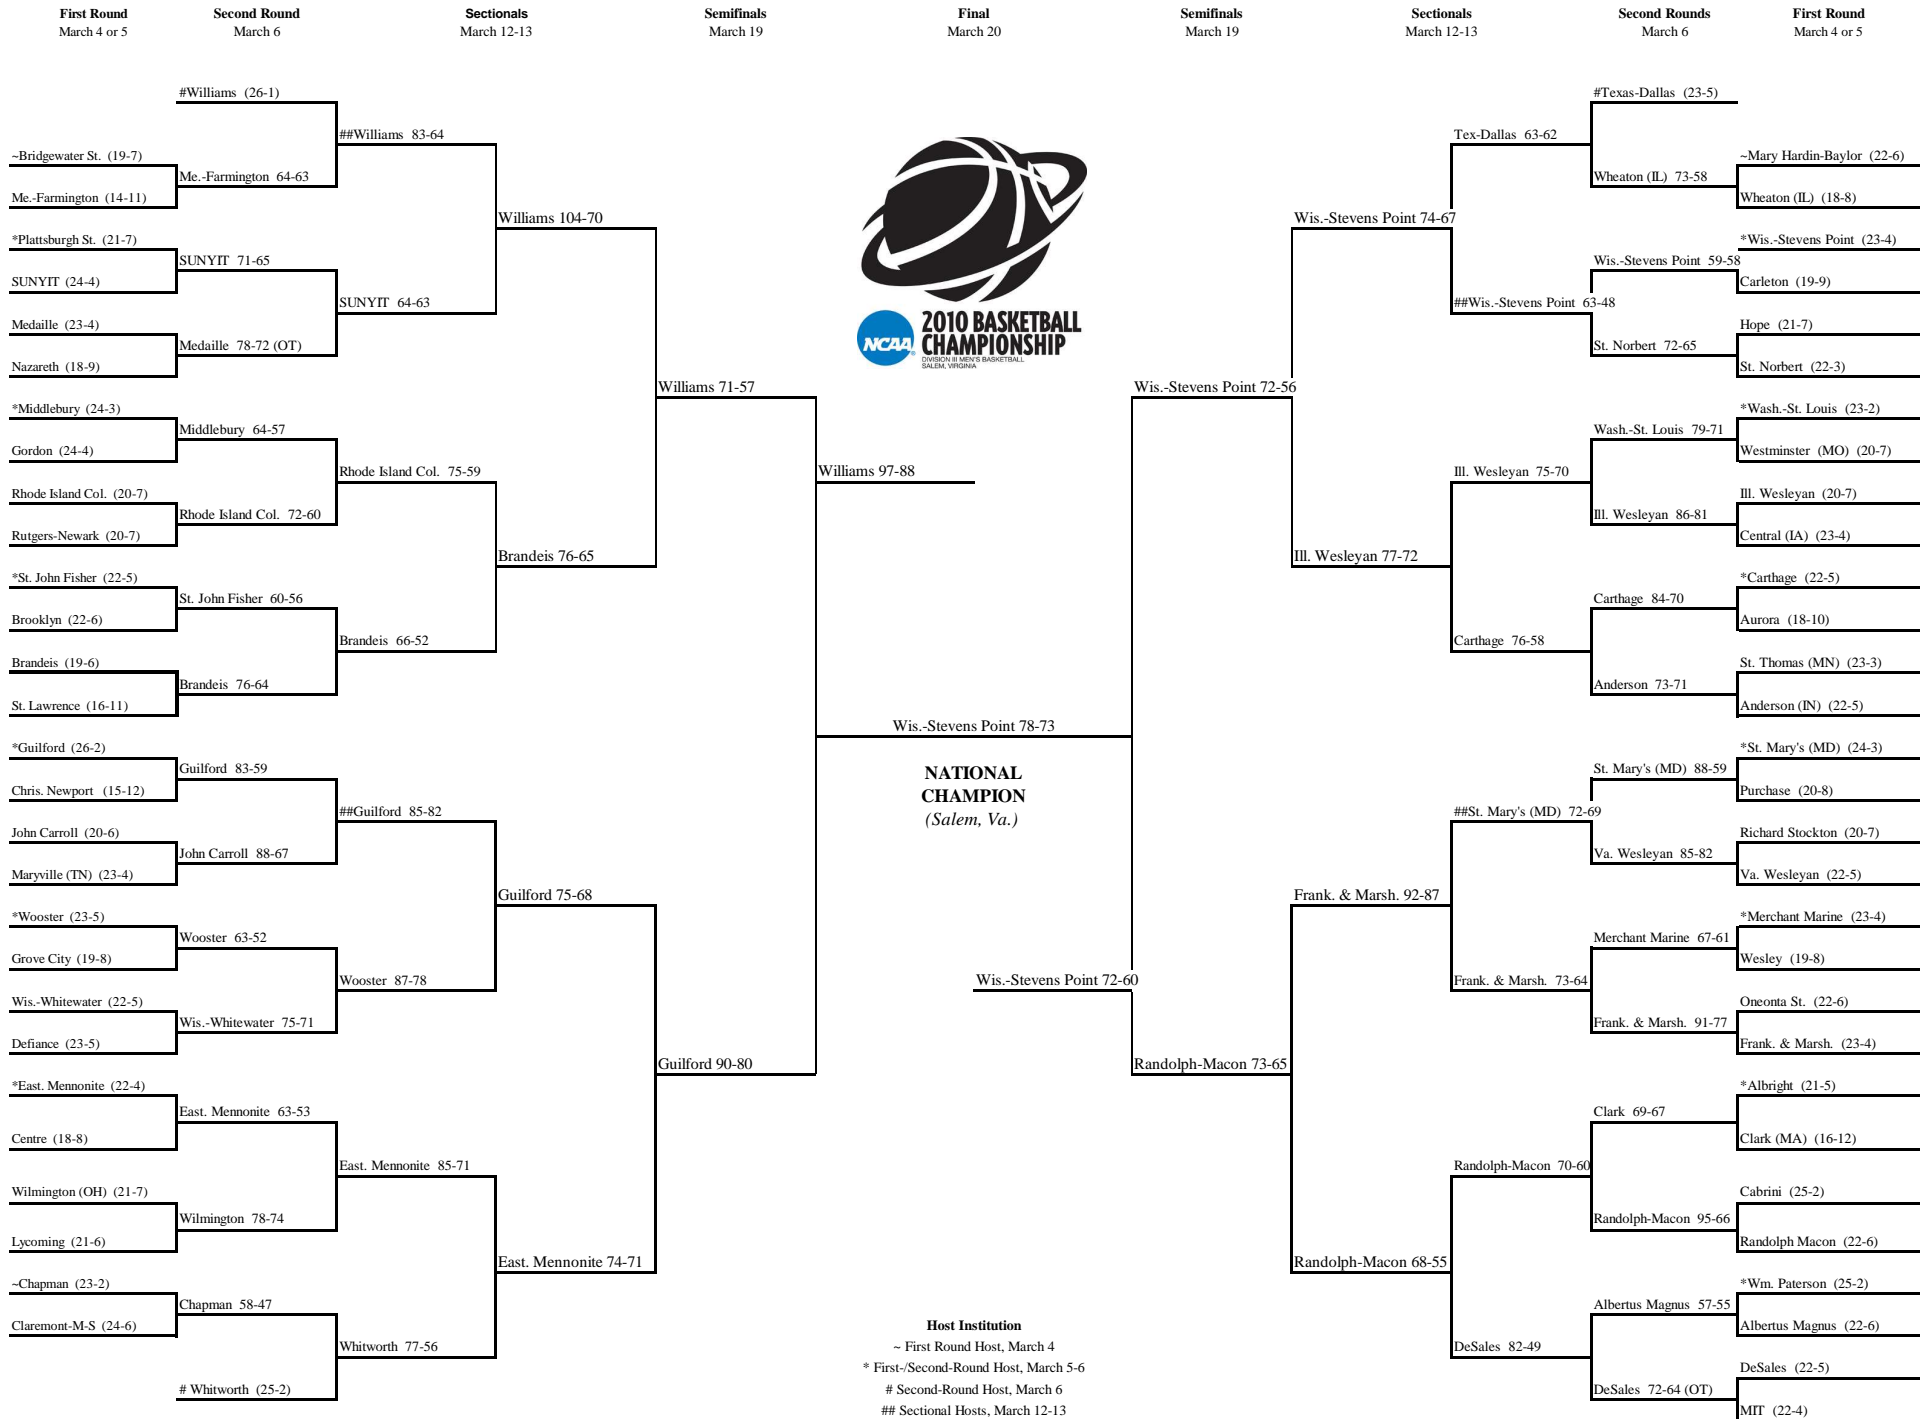 First Round
March 4 or 5
Second Round
March 6
Sectionals
March 12-13
Semifinals
March 19
Final
March 20
Semifinals
March 19
Sectionals
March 12-13
Second Rounds
March 6
First Round
March 4 or 5
~Bridgewater St. (19-7)
Me.-Farmington (14-11)
*Plattsburgh St. (21-7)
SUNYIT (24-4)
Medaille (23-4)
Nazareth (18-9)
*Middlebury (24-3)
Gordon (24-4)
Rhode Island Col. (20-7)
Rutgers-Newark (20-7)
*St. John Fisher (22-5)
Brooklyn (22-6)
Brandeis (19-6)
St. Lawrence (16-11)
*Guilford (26-2)
Chris. Newport (15-12)
John Carroll (20-6)
Maryville (TN) (23-4)
*Wooster (23-5)
Grove City (19-8)
Wis.-Whitewater (22-5)
Defiance (23-5)
*East. Mennonite (22-4)
Centre (18-8)
Wilmington (OH) (21-7)
Lycoming (21-6)
~Chapman (23-2)
Claremont-M-S (24-6)
#Williams (26-1)
Me.-Farmington 64-63
SUNYIT 71-65
Medaille 78-72 (OT)
Middlebury 64-57
Rhode Island Col. 72-60
St. John Fisher 60-56
Brandeis 76-64
Guilford 83-59
John Carroll 88-67
Wooster 63-52
Wis.-Whitewater 75-71
East. Mennonite 63-53
Wilmington 78-74
Chapman 58-47
# Whitworth (25-2)
##Williams 83-64
SUNYIT 64-63
Rhode Island Col. 75-59
Brandeis 66-52
##Guilford 85-82
Wooster 87-78
East. Mennonite 85-71
Whitworth 77-56
Williams 104-70
Brandeis 76-65
Guilford 75-68
East. Mennonite 74-71
Williams 71-57
Guilford 90-80
Williams 97-88
NCAA
2010 BASKETBALL
CHAMPIONSHIP
DIVISION III MEN'S BASKETBALL
SALEM, VIRGINIA
Wis.-Stevens Point 78-73
NATIONAL
CHAMPION
(Salem, Va.)
Wis.-Stevens Point 72-60
Host Institution
~ First Round Host, March 4
* First-/Second-Round Host, March 5-6
# Second-Round Host, March 6
## Sectional Hosts, March 12-13
Wis.-Stevens Point 72-56
Randolph-Macon 73-65
Wis.-Stevens Point 74-67
Ill. Wesleyan 77-72
Frank. & Marsh. 92-87
Randolph-Macon 68-55
Tex-Dallas 63-62
##Wis.-Stevens Point 63-48
Ill. Wesleyan 75-70
Carthage 76-58
##St. Mary's (MD) 72-69
Frank. & Marsh. 73-64
Randolph-Macon 70-60
DeSales 82-49
#Texas-Dallas (23-5)
Wheaton (IL) 73-58
Wis.-Stevens Point 59-58
St. Norbert 72-65
Wash.-St. Louis 79-71
Ill. Wesleyan 86-81
Carthage 84-70
Anderson 73-71
St. Mary's (MD) 88-59
Va. Wesleyan 85-82
Merchant Marine 67-61
Frank. & Marsh. 91-77
Clark 69-67
Randolph-Macon 95-66
Albertus Magnus 57-55
DeSales 72-64 (OT)
~Mary Hardin-Baylor (22-6)
Wheaton (IL) (18-8)
*Wis.-Stevens Point (23-4)
Carleton (19-9)
Hope (21-7)
St. Norbert (22-3)
*Wash.-St. Louis (23-2)
Westminster (MO) (20-7)
Ill. Wesleyan (20-7)
Central (IA) (23-4)
*Carthage (22-5)
Aurora (18-10)
St. Thomas (MN) (23-3)
Anderson (IN) (22-5)
*St. Mary's (MD) (24-3)
Purchase (20-8)
Richard Stockton (20-7)
Va. Wesleyan (22-5)
*Merchant Marine (23-4)
Wesley (19-8)
Oneonta St. (22-6)
Frank. & Marsh. (23-4)
*Albright (21-5)
Clark (MA) (16-12)
Cabrini (25-2)
Randolph Macon (22-6)
*Wm. Paterson (25-2)
Albertus Magnus (22-6)
DeSales (22-5)
MIT (22-4)